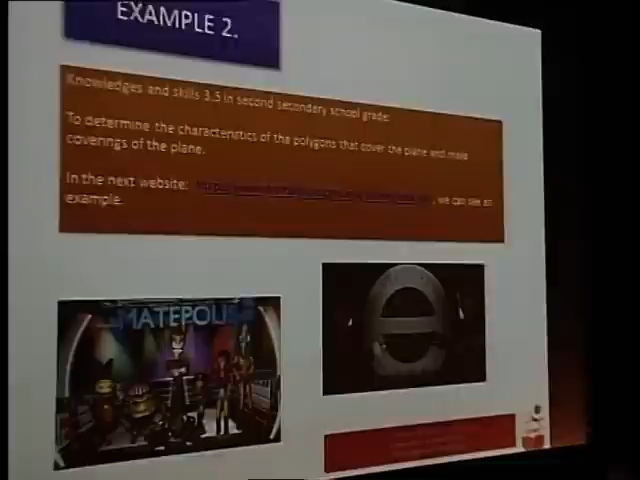 EXAMPLE 2.
Knowledges and skills 3.5 in second secondary school grade:
To determine the characteristics of the polygons that cover the plane and make
coverings of the plane.
In the next website: , we can see an
example.
MATEPOLI